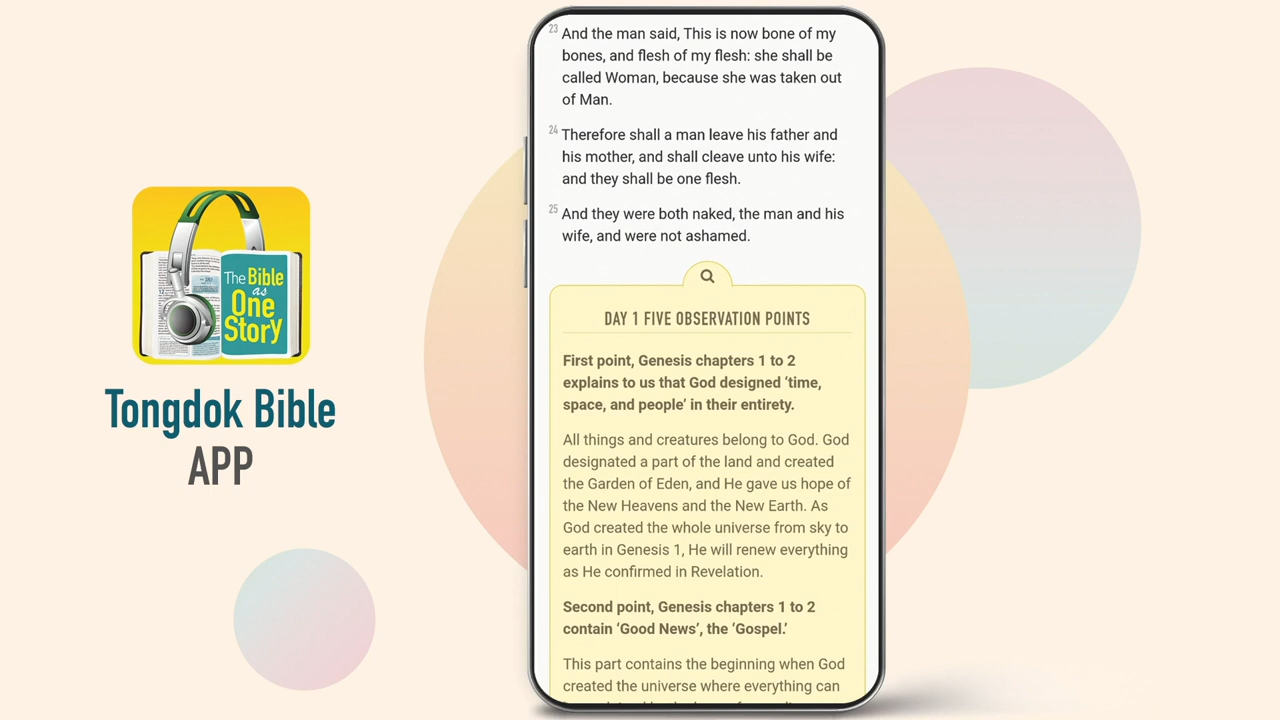 The Bible
as
One
Story
Tongdok Bible
APP
23 And the man said, This is now bone of my
bones, and flesh of my flesh: she shall be
called Woman, because she was taken out
of Man.
24 Therefore shall a man leave his father and
his mother, and shall cleave unto his wife:
and they shall be one flesh.
25 And they were both naked, the man and his
wife, and were not ashamed.
DAY 1 FIVE OBSERVATION POINTS
First point, Genesis chapters 1 to 2
explains to us that God designed ‘time,
space, and people’ in their entirety.
All things and creatures belong to God. God
designated a part of the land and created
the Garden of Eden, and He gave us hope of
the New Heavens and the New Earth. As
God created the whole universe from sky to
earth in Genesis 1, He will renew everything
as He confirmed in Revelation.
Second point, Genesis chapters 1 to 2
contain ‘Good News’, the ‘Gospel.’
This part contains the beginning when God
created the universe where everything can